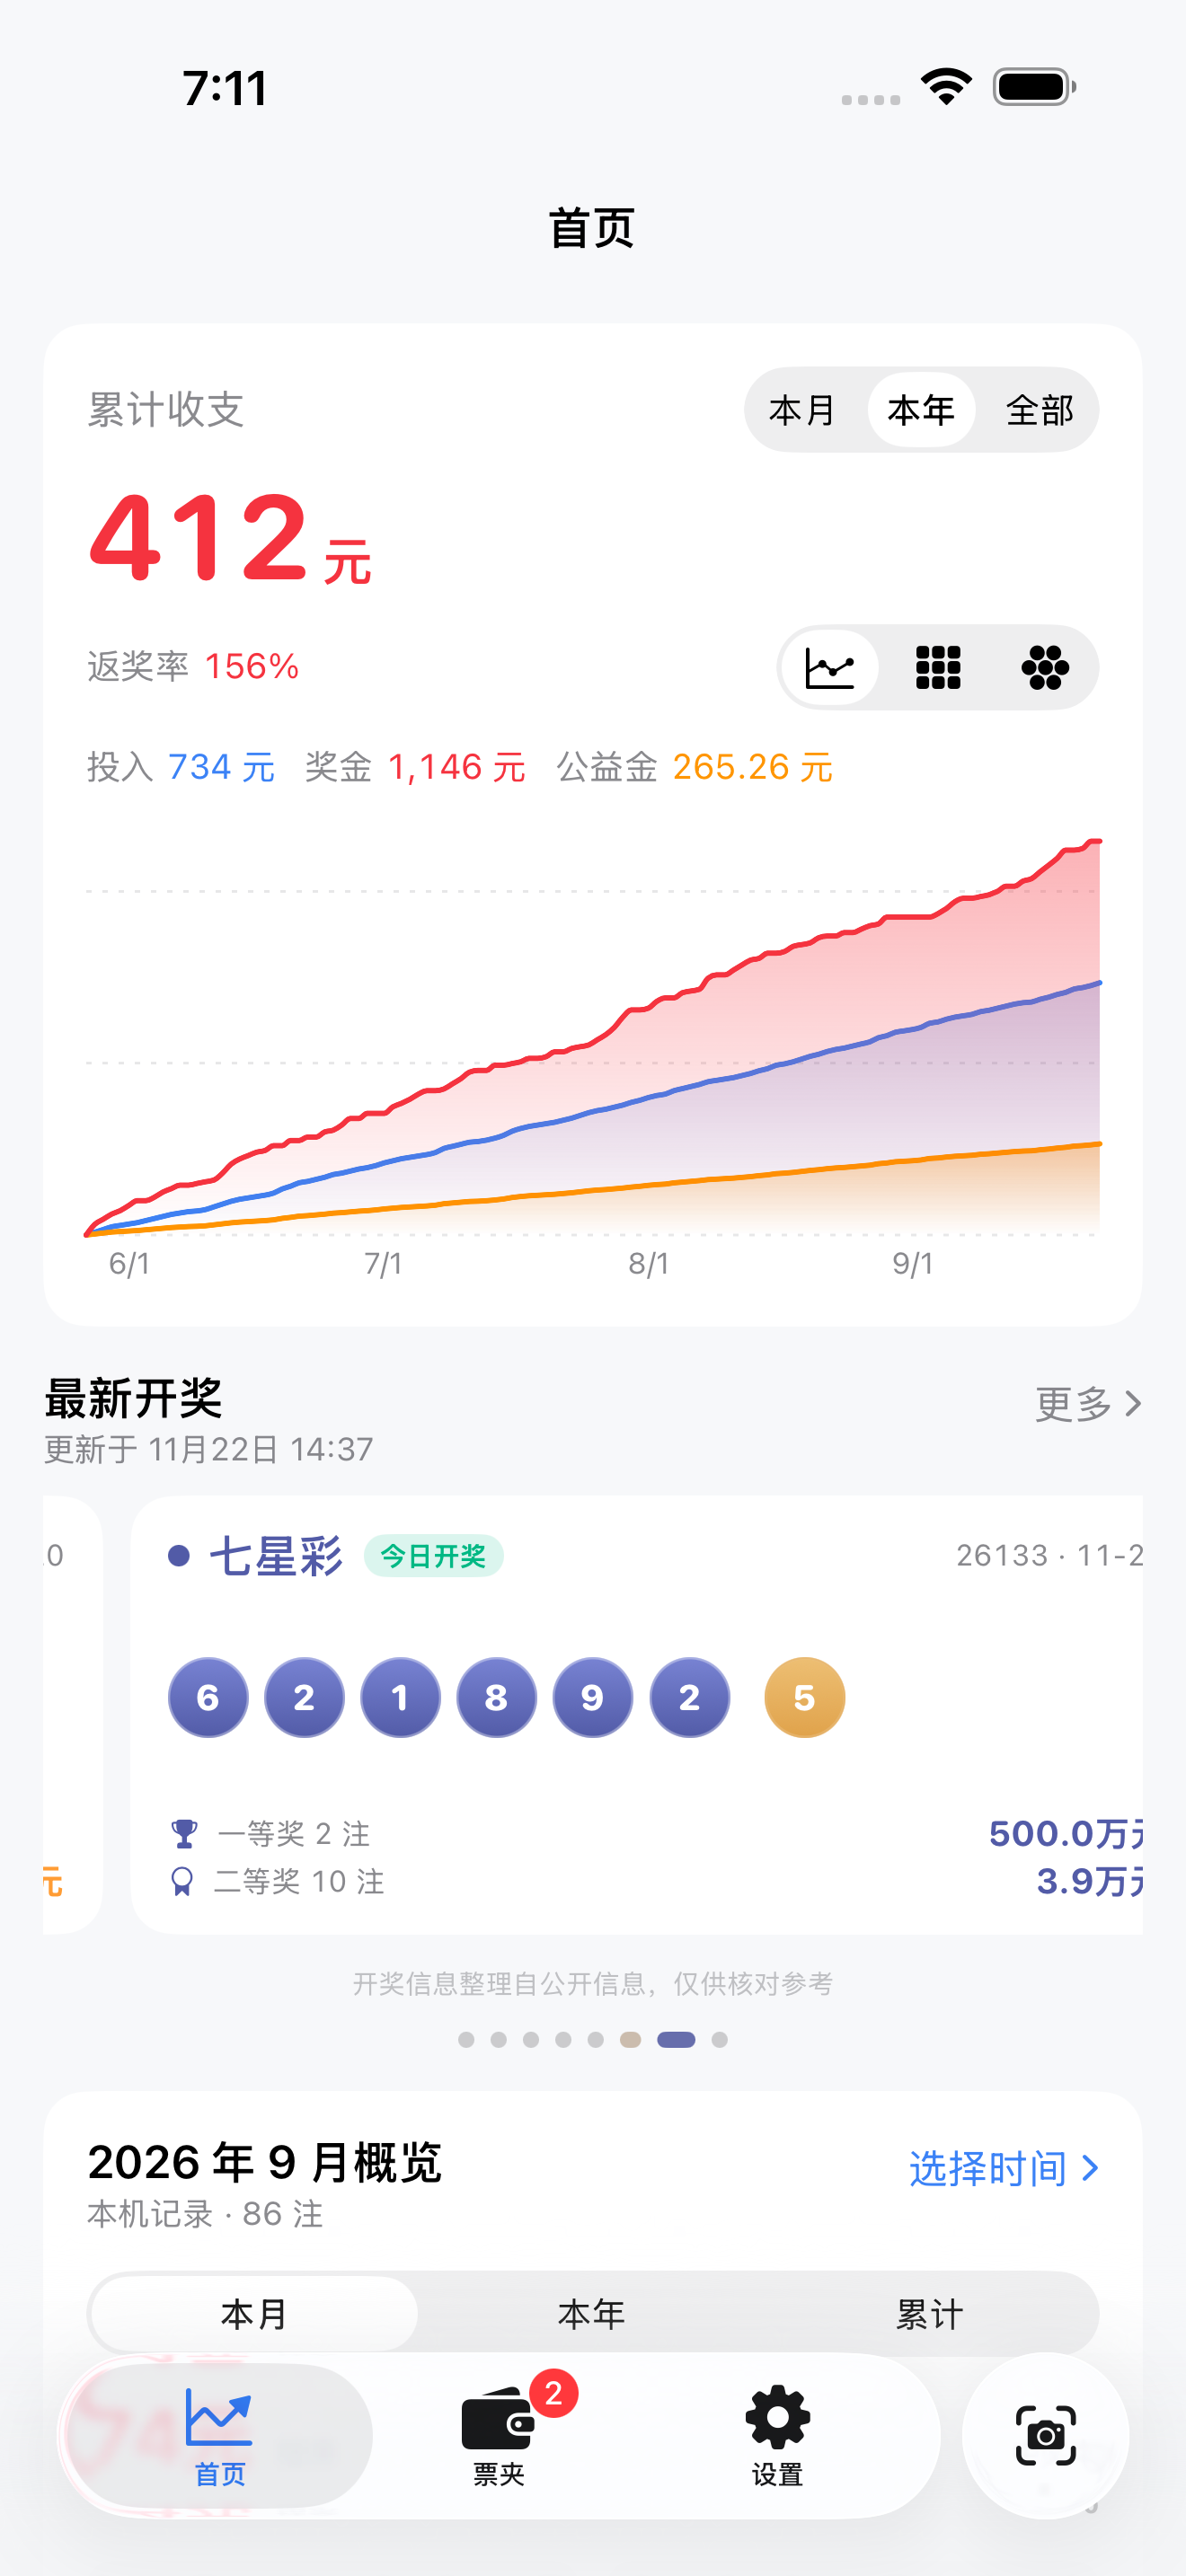 7:11
首页
累计收支
本月 本年 全部
412 元
返奖率 156%
投入 734 元 奖金 1,146 元 公益金 265.26 元
6/1 7/1 8/1 9/1
最新开奖
更多
更新于 11月22日 14:37
七星彩 今日开奖 26133 · 11-2
6 2 1 8 9 2 5
一等奖 2 注 500.0万元
元
二等奖 10 注 3.9万元
开奖信息整理自公开信息，仅供核对参考
2026 年 9 月概览
选择时间
本机记录 · 86 注
本月 本年 累计
2
首页 票夹 设置